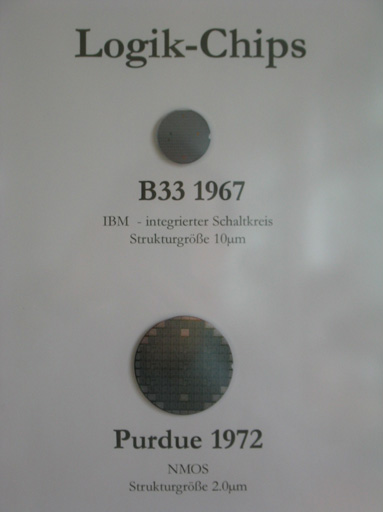 Logik-Chips
B33 1967
IBM - integrierter Schaltkreis
Strukturgröße 10µm
Purdue 1972
NMOS
Strukturgröße 2.0µm